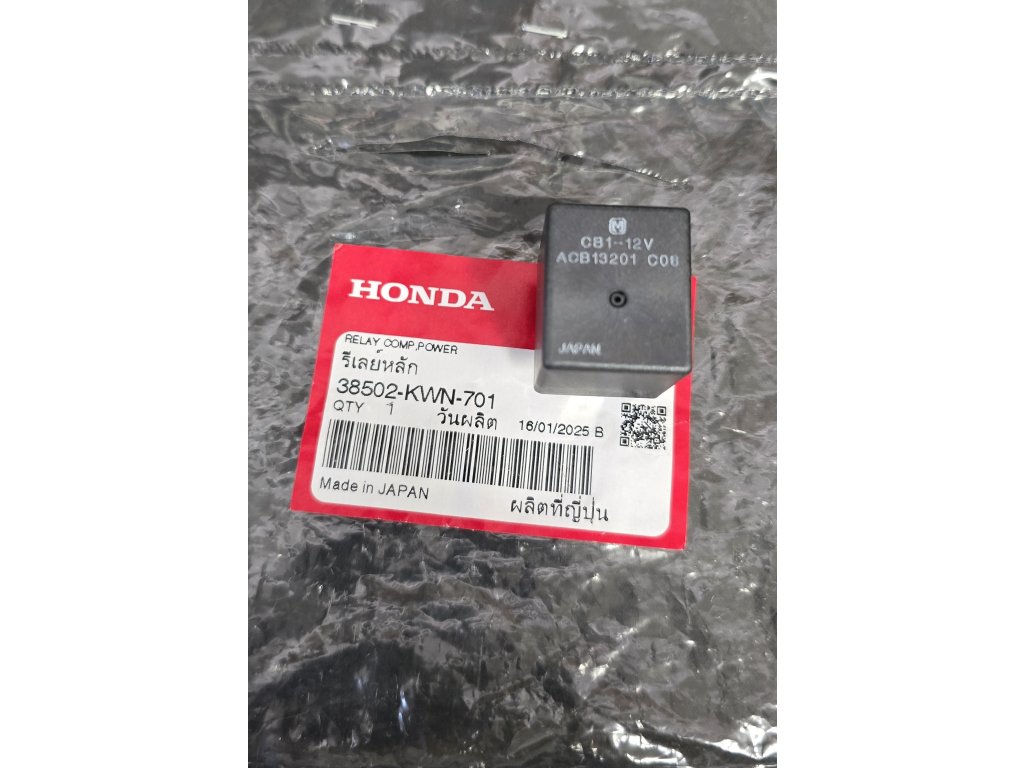 M
CB1-12V
ACB13201 C06
JAPAN
HONDA
RELAY COMP,POWER
รีเลย์หลัก
38502-KWN-701
QTY 1 วันผลิต 16/01/2025 B
Made in JAPAN
ผลิตที่ญี่ปุ่น